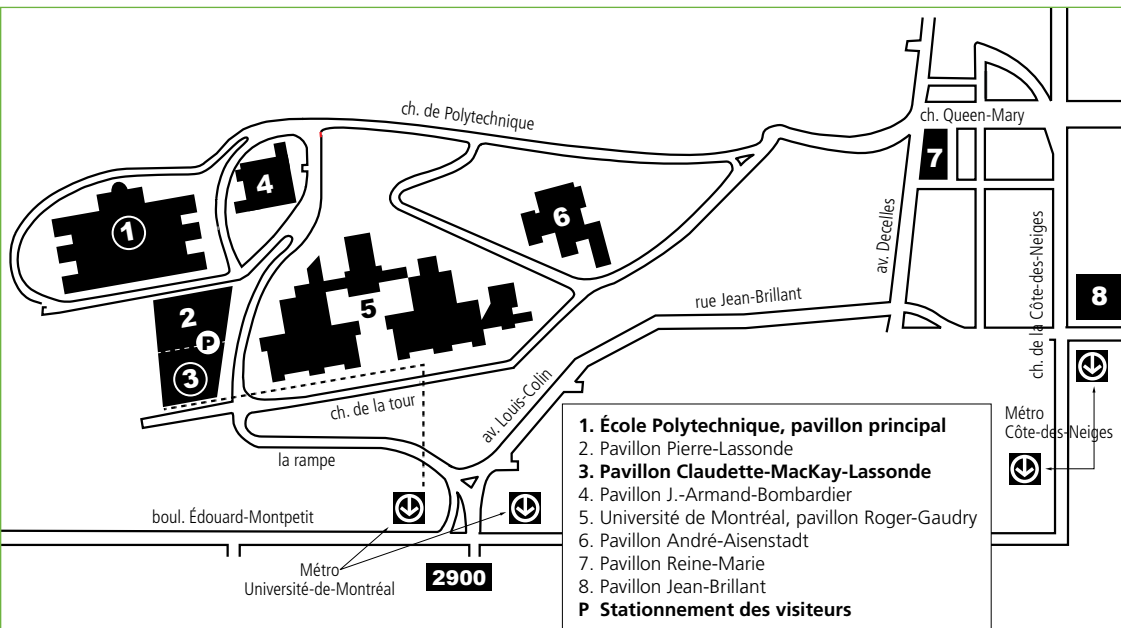 ch. de Polytechnique
ch. Queen-Mary
7
4
6
1
av. Decelles
ch. de la Côte-des-Neiges
8
rue Jean-Brillant
2
5
P
3
av. Louis-Colin
ch. de la tour
la rampe
Métro
Côte-des-Neiges
boul. Édouard-Montpetit
Métro
Université-de-Montréal
2900
1. École Polytechnique, pavillon principal
2. Pavillon Pierre-Lassonde
3. Pavillon Claudette-MacKay-Lassonde
4. Pavillon J.-Armand-Bombardier
5. Université de Montréal, pavillon Roger-Gaudry
6. Pavillon André-Aisenstadt
7. Pavillon Reine-Marie
8. Pavillon Jean-Brillant
P Stationnement des visiteurs